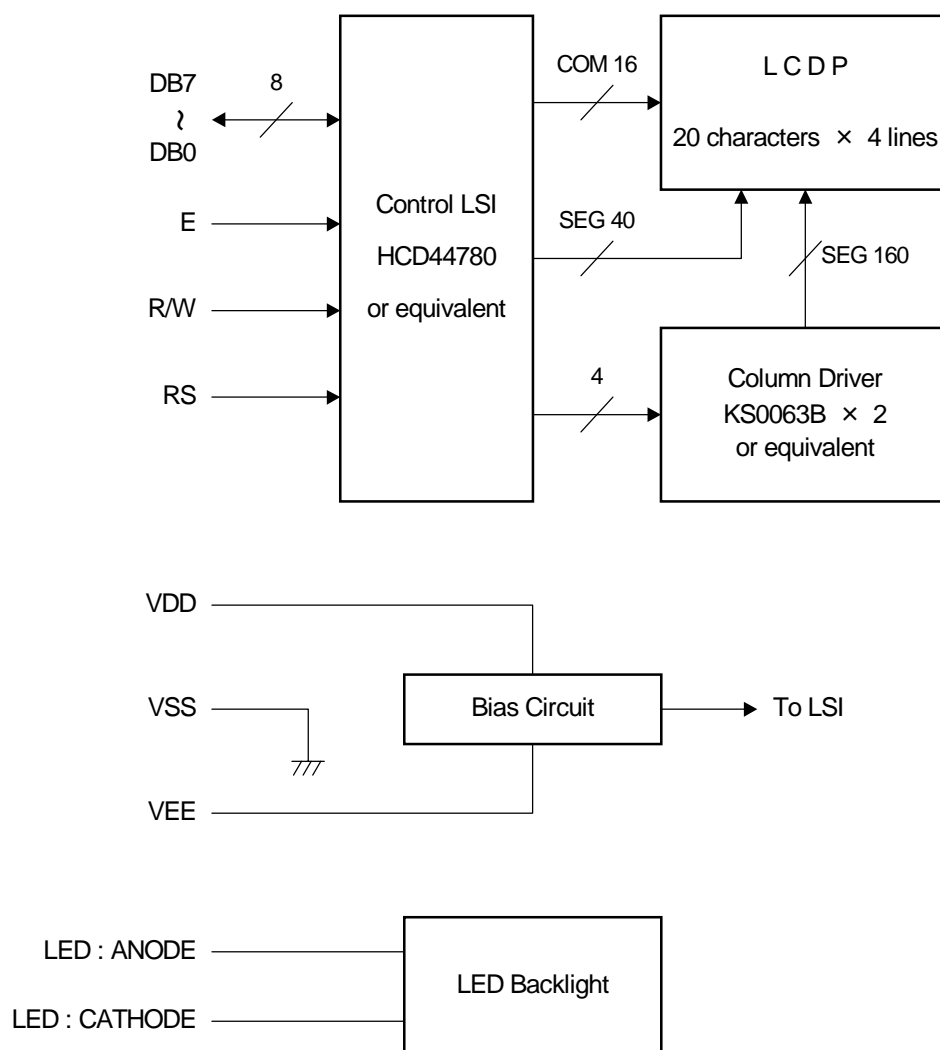 DB7
~
DB0
8
E
R/W
RS
Control LSI
HCD44780
or equivalent
COM 16
SEG 40
4
L C D P
20 characters × 4 lines
SEG 160
Column Driver
KS0063B × 2
or equivalent
VDD
VSS
VEE
Bias Circuit
To LSI
LED : ANODE
LED : CATHODE
LED Backlight